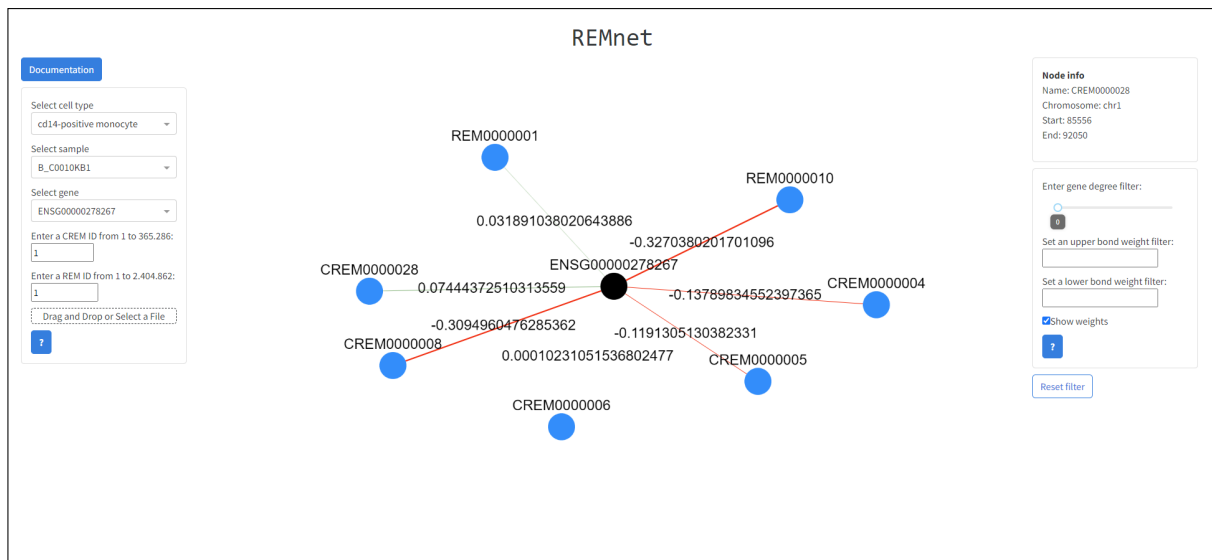 REMnet
Documentation
Select cell type
cd14-positive monocyte
Select sample
B_C0010KB1
Select gene
ENSG00000278267
Enter a CREM ID from 1 to 365.286:
1
Enter a REM ID from 1 to 2.404.862:
1
Drag and Drop or Select a File
?
REM0000001
REM0000010
0.031891038020643886
-0.3270380201701096
ENSG00000278267
CREM0000028
CREM0000004
0.07444372510313559
-0.13789834552397365
-0.3094960476285362
-0.1191305130382331
CREM0000008
0.00010231051536802477
CREM0000005
CREM0000006
Node info
Name: CREM0000028
Chromosome: chr1
Start: 85556
End: 92050
Enter gene degree filter:
0
Set an upper bond weight filter:
Set a lower bond weight filter:
Show weights
?
Reset filter